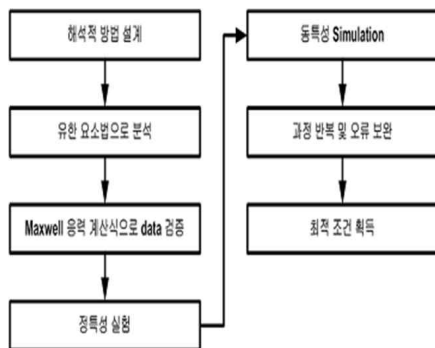 해석적 방법 설계
유한 요소법으로 분석
Maxwell 응력 계산식으로 data 검증
정특성 실험
동특성 Simulation
과정 반복 및 오류 보완
최적 조건 획득